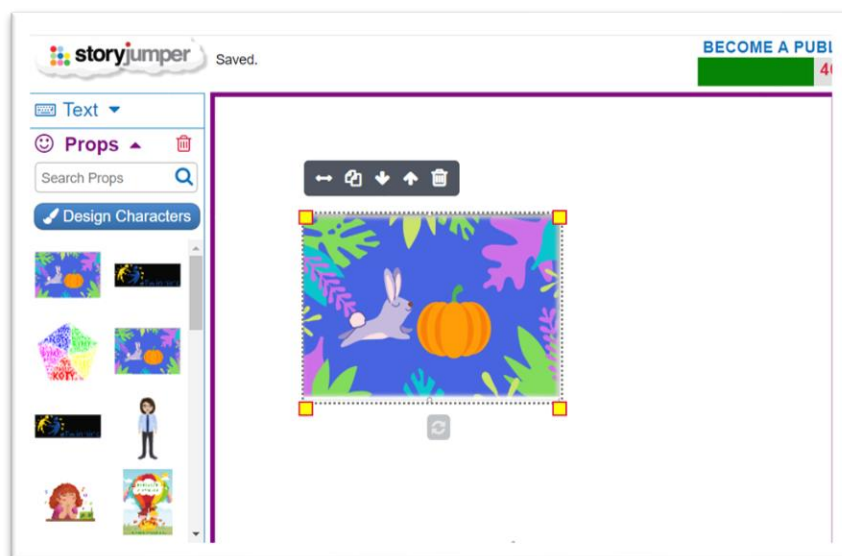 storyjumper
Saved.
BECOME A PUBL
Text
Props
Search Props
Design Characters